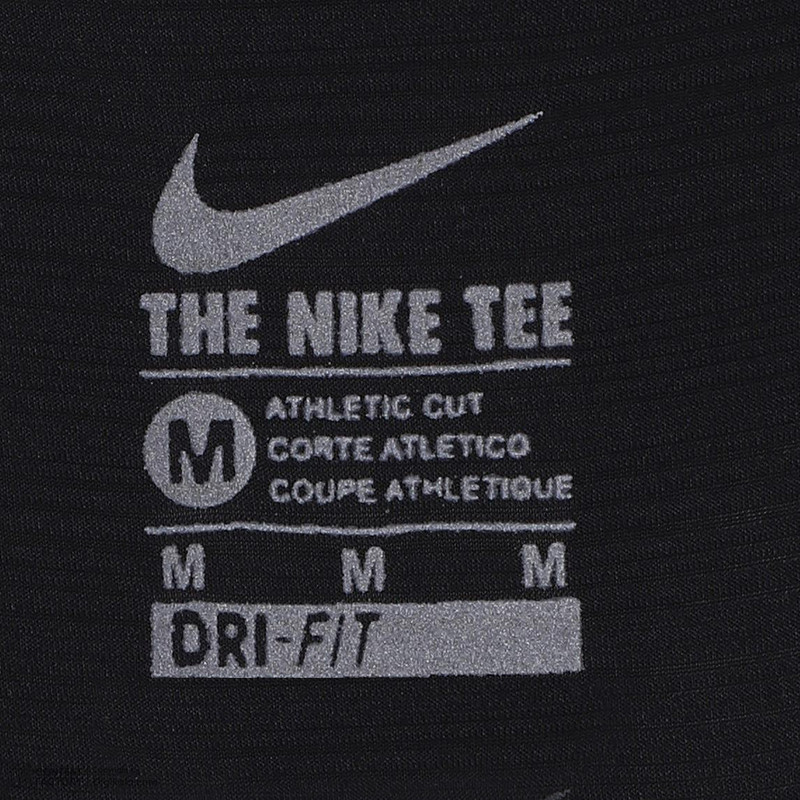 THE NIKE TEE
M
ATHLETIC CUT
CORTE ATLETICO
COUPE ATHLETIQUE
M M M
DRI-FIT